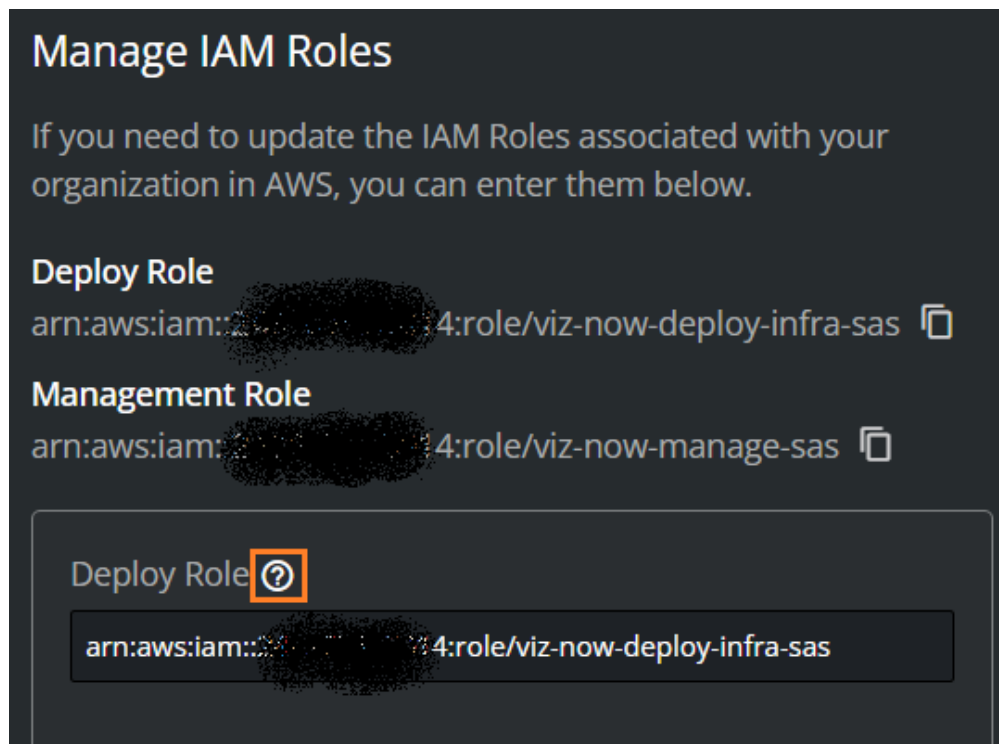 Manage IAM Roles
If you need to update the IAM Roles associated with your
organization in AWS, you can enter them below.
Deploy Role
arn:aws:iam:: 4:role/viz-now-deploy-infra-sas
Management Role
arn:aws:iam: 4:role/viz-now-manage-sas
Deploy Role ?
arn:aws:iam:: 4:role/viz-now-deploy-infra-sas